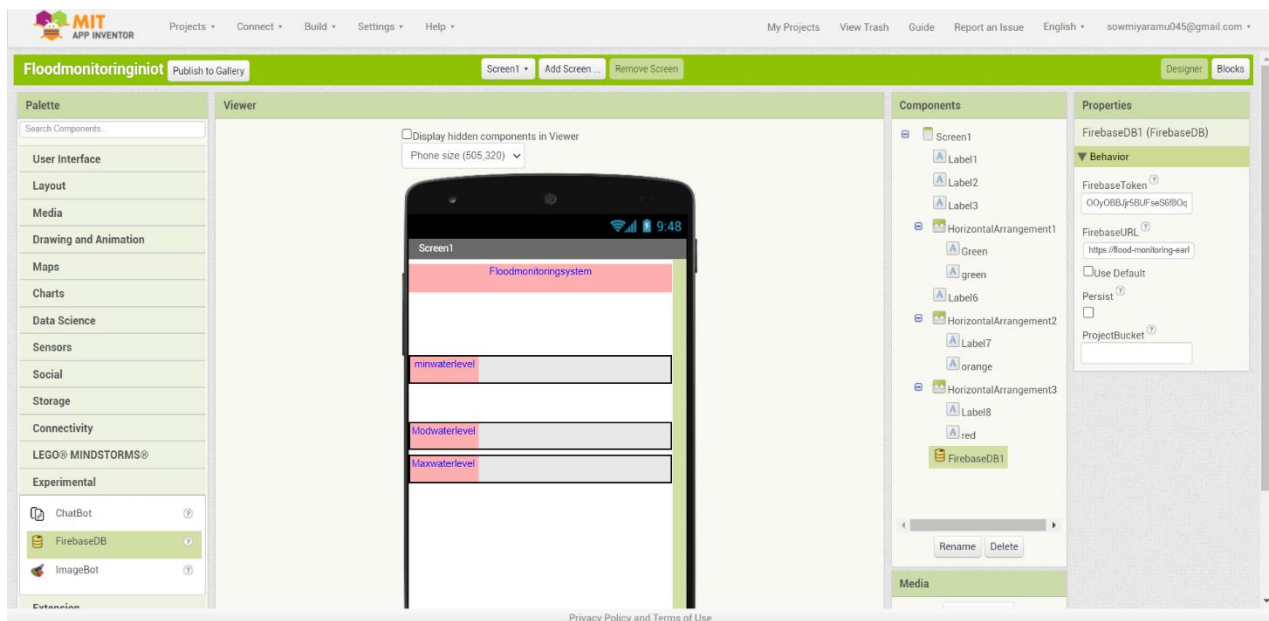 MIT
APP INVENTOR
Projects Connect Build Settings Help My Projects View Trash Guide Report an Issue English sowmiyaramu045@gmail.com
Floodmonitoringiniot Publish to Gallery Screen1 Add Screen ... Remove Screen Designer Blocks
Palette
Search Components...
User Interface
Layout
Media
Drawing and Animation
Maps
Charts
Data Science
Sensors
Social
Storage
Connectivity
LEGO® MINDSTORMS®
Experimental
ChatBot ?
FirebaseDB ?
ImageBot ?
Extension
Viewer
Display hidden components in Viewer
Phone size (505,320)
9:48
Screen1
Floodmonitoringsystem
minwaterlevel
Modwaterlevel
Maxwaterlevel
Components
Screen1
A Label1
A Label2
A Label3
HorizontalArrangement1
A Green
A green
A Label6
HorizontalArrangement2
A Label7
A orange
HorizontalArrangement3
A Label8
A red
FirebaseDB1
Rename Delete
Media
Properties
FirebaseDB1 (FirebaseDB)
Behavior
FirebaseToken ?
FirebaseURL ?
https://flood-monitoring-earl
Use Default
Persist ?
ProjectBucket ?
Privacy Policy and Terms of Use